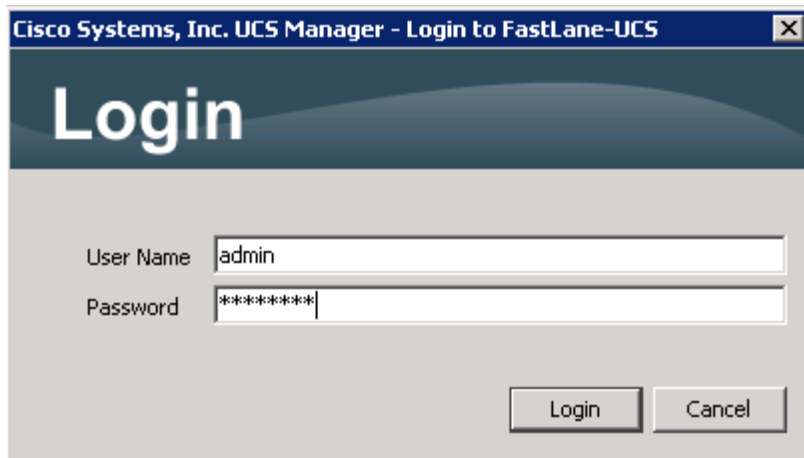 Cisco Systems, Inc. UCS Manager - Login to FastLane-UCS
Login
User Name admin
Password ********
Login Cancel